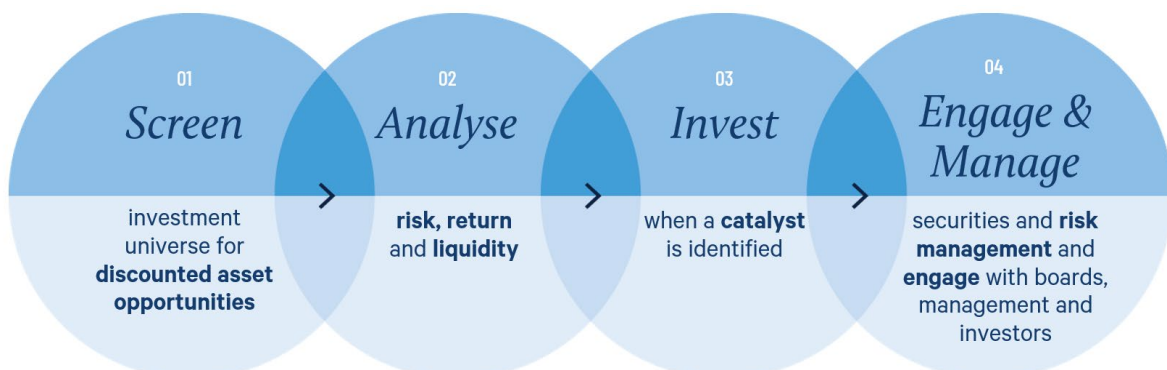 01
Screen
investment
universe for
discounted asset
opportunities
02
Analyse
risk, return
and liquidity
03
Invest
when a catalyst
is identified
04
Engage &
Manage
securities and risk
management and
engage with boards,
management and
investors